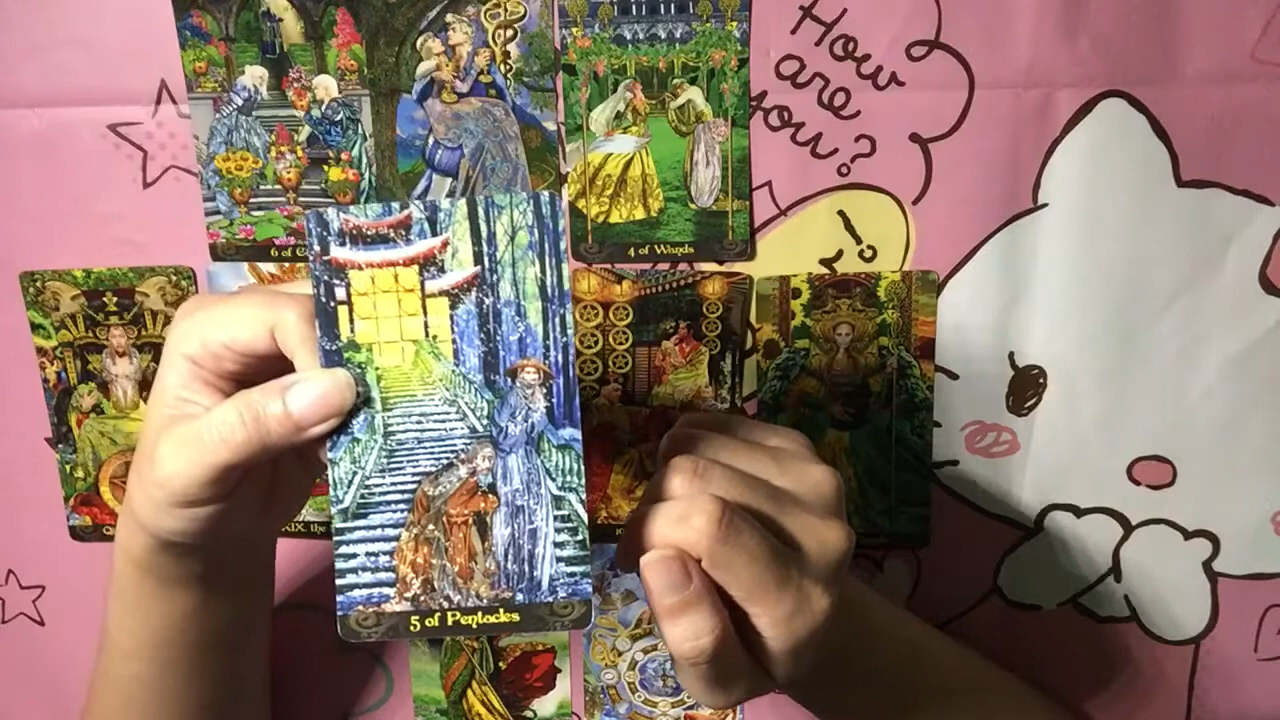 How
are
you?
4 of Wands
6 of
XIX. the
5 of Pentacles